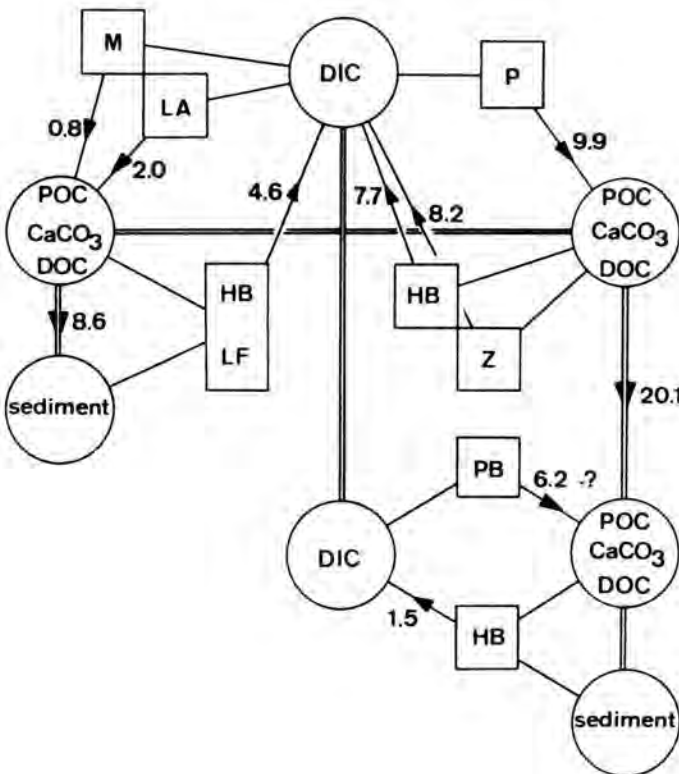 M
DIC
P
LA
0.8
9.9
2.0
POC
CaCO3
DOC
4.6
7.7
8.2
POC
CaCO3
DOC
HB
LF
HB
8.6
Z
sediment
20.1
PB
6.2 -?
POC
CaCO3
DOC
DIC
1.5
HB
sediment